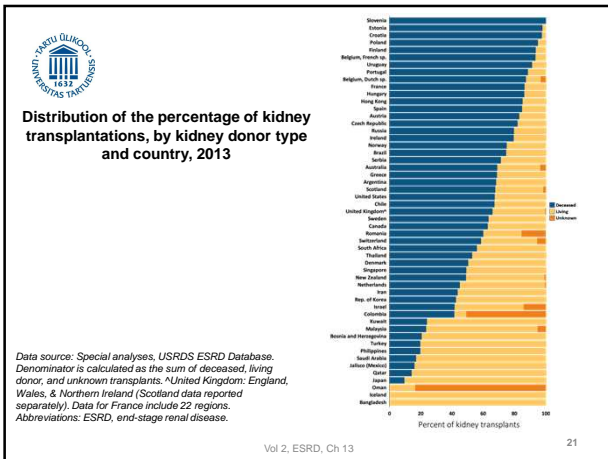 TARTU ÜLIKOOL
1632
UNIVERSITAS TARTUENSIS
Distribution of the percentage of kidney
transplantations, by kidney donor type
and country, 2013
Slovenia
Estonia
Croatia
Poland
Finland
Belgium, French sp.
Uruguay
Portugal
Belgium, Dutch sp.
France
Hungary
Hong Kong
Spain
Austria
Czech Republic
Russia
Ireland
Norway
Brazil
Serbia
Australia
Greece
Argentina
Scotland
United States
Chile
United Kingdom^
Sweden
Canada
Romania
Switzerland
South Africa
Thailand
Denmark
Singapore
New Zealand
Netherlands
Iran
Rep. of Korea
Israel
Colombia
Kuwait
Malaysia
Bosnia and Herzegovina
Turkey
Philippines
Saudi Arabia
Jalisco (Mexico)
Qatar
Japan
Oman
Iceland
Bangladesh
Deceased
Living
Unknown
0 20 40 60 80 100
Percent of kidney transplants
Data source: Special analyses, USRDS ESRD Database.
Denominator is calculated as the sum of deceased, living
donor, and unknown transplants. ^United Kingdom: England,
Wales, & Northern Ireland (Scotland data reported
separately). Data for France include 22 regions.
Abbreviations: ESRD, end-stage renal disease.
Vol 2, ESRD, Ch 13
21